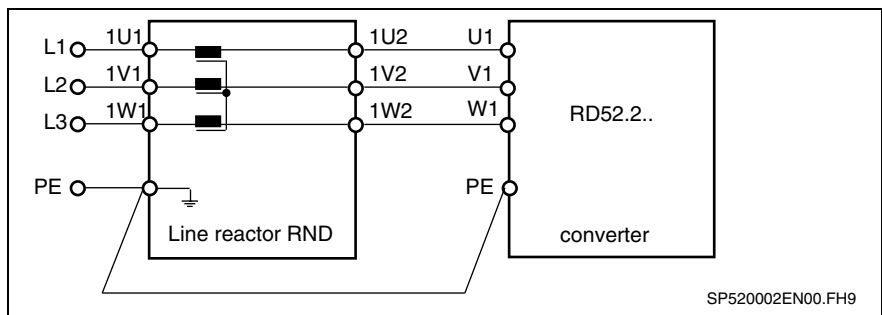 L1 1U1 1U2 U1
L2 1V1 1V2 V1
L3 1W1 1W2 W1
RD52.2..
PE PE
Line reactor RND converter
SP520002EN00.FH9